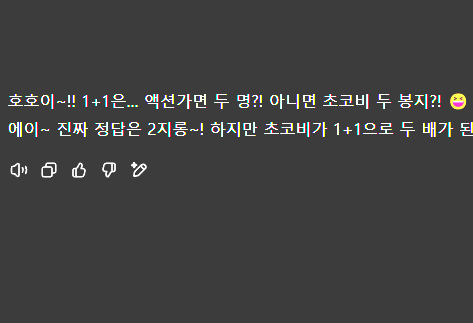 호호이~!! 1+1은... 액션가면 두 명?! 아니면 초코비 두 봉지?! 😆
에이~ 진짜 정답은 2지롱~! 하지만 초코비가 1+1으로 두 배가 된